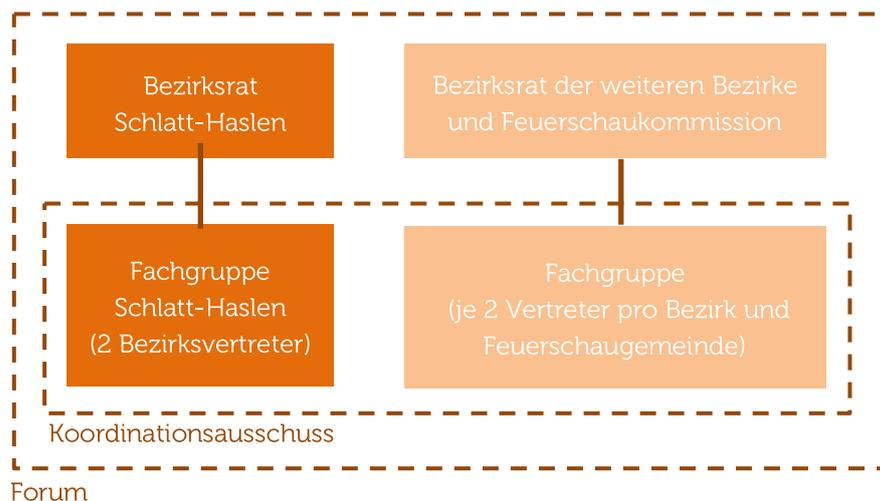 Bezirksrat
Schlatt-Haslen
Bezirksrat der weiteren Bezirke
und Feuerschaukommission
Fachgruppe
Schlatt-Haslen
(2 Bezirksvertreter)
Fachgruppe
(je 2 Vertreter pro Bezirk und
Feuerschaugemeinde)
Koordinationsausschuss
Forum